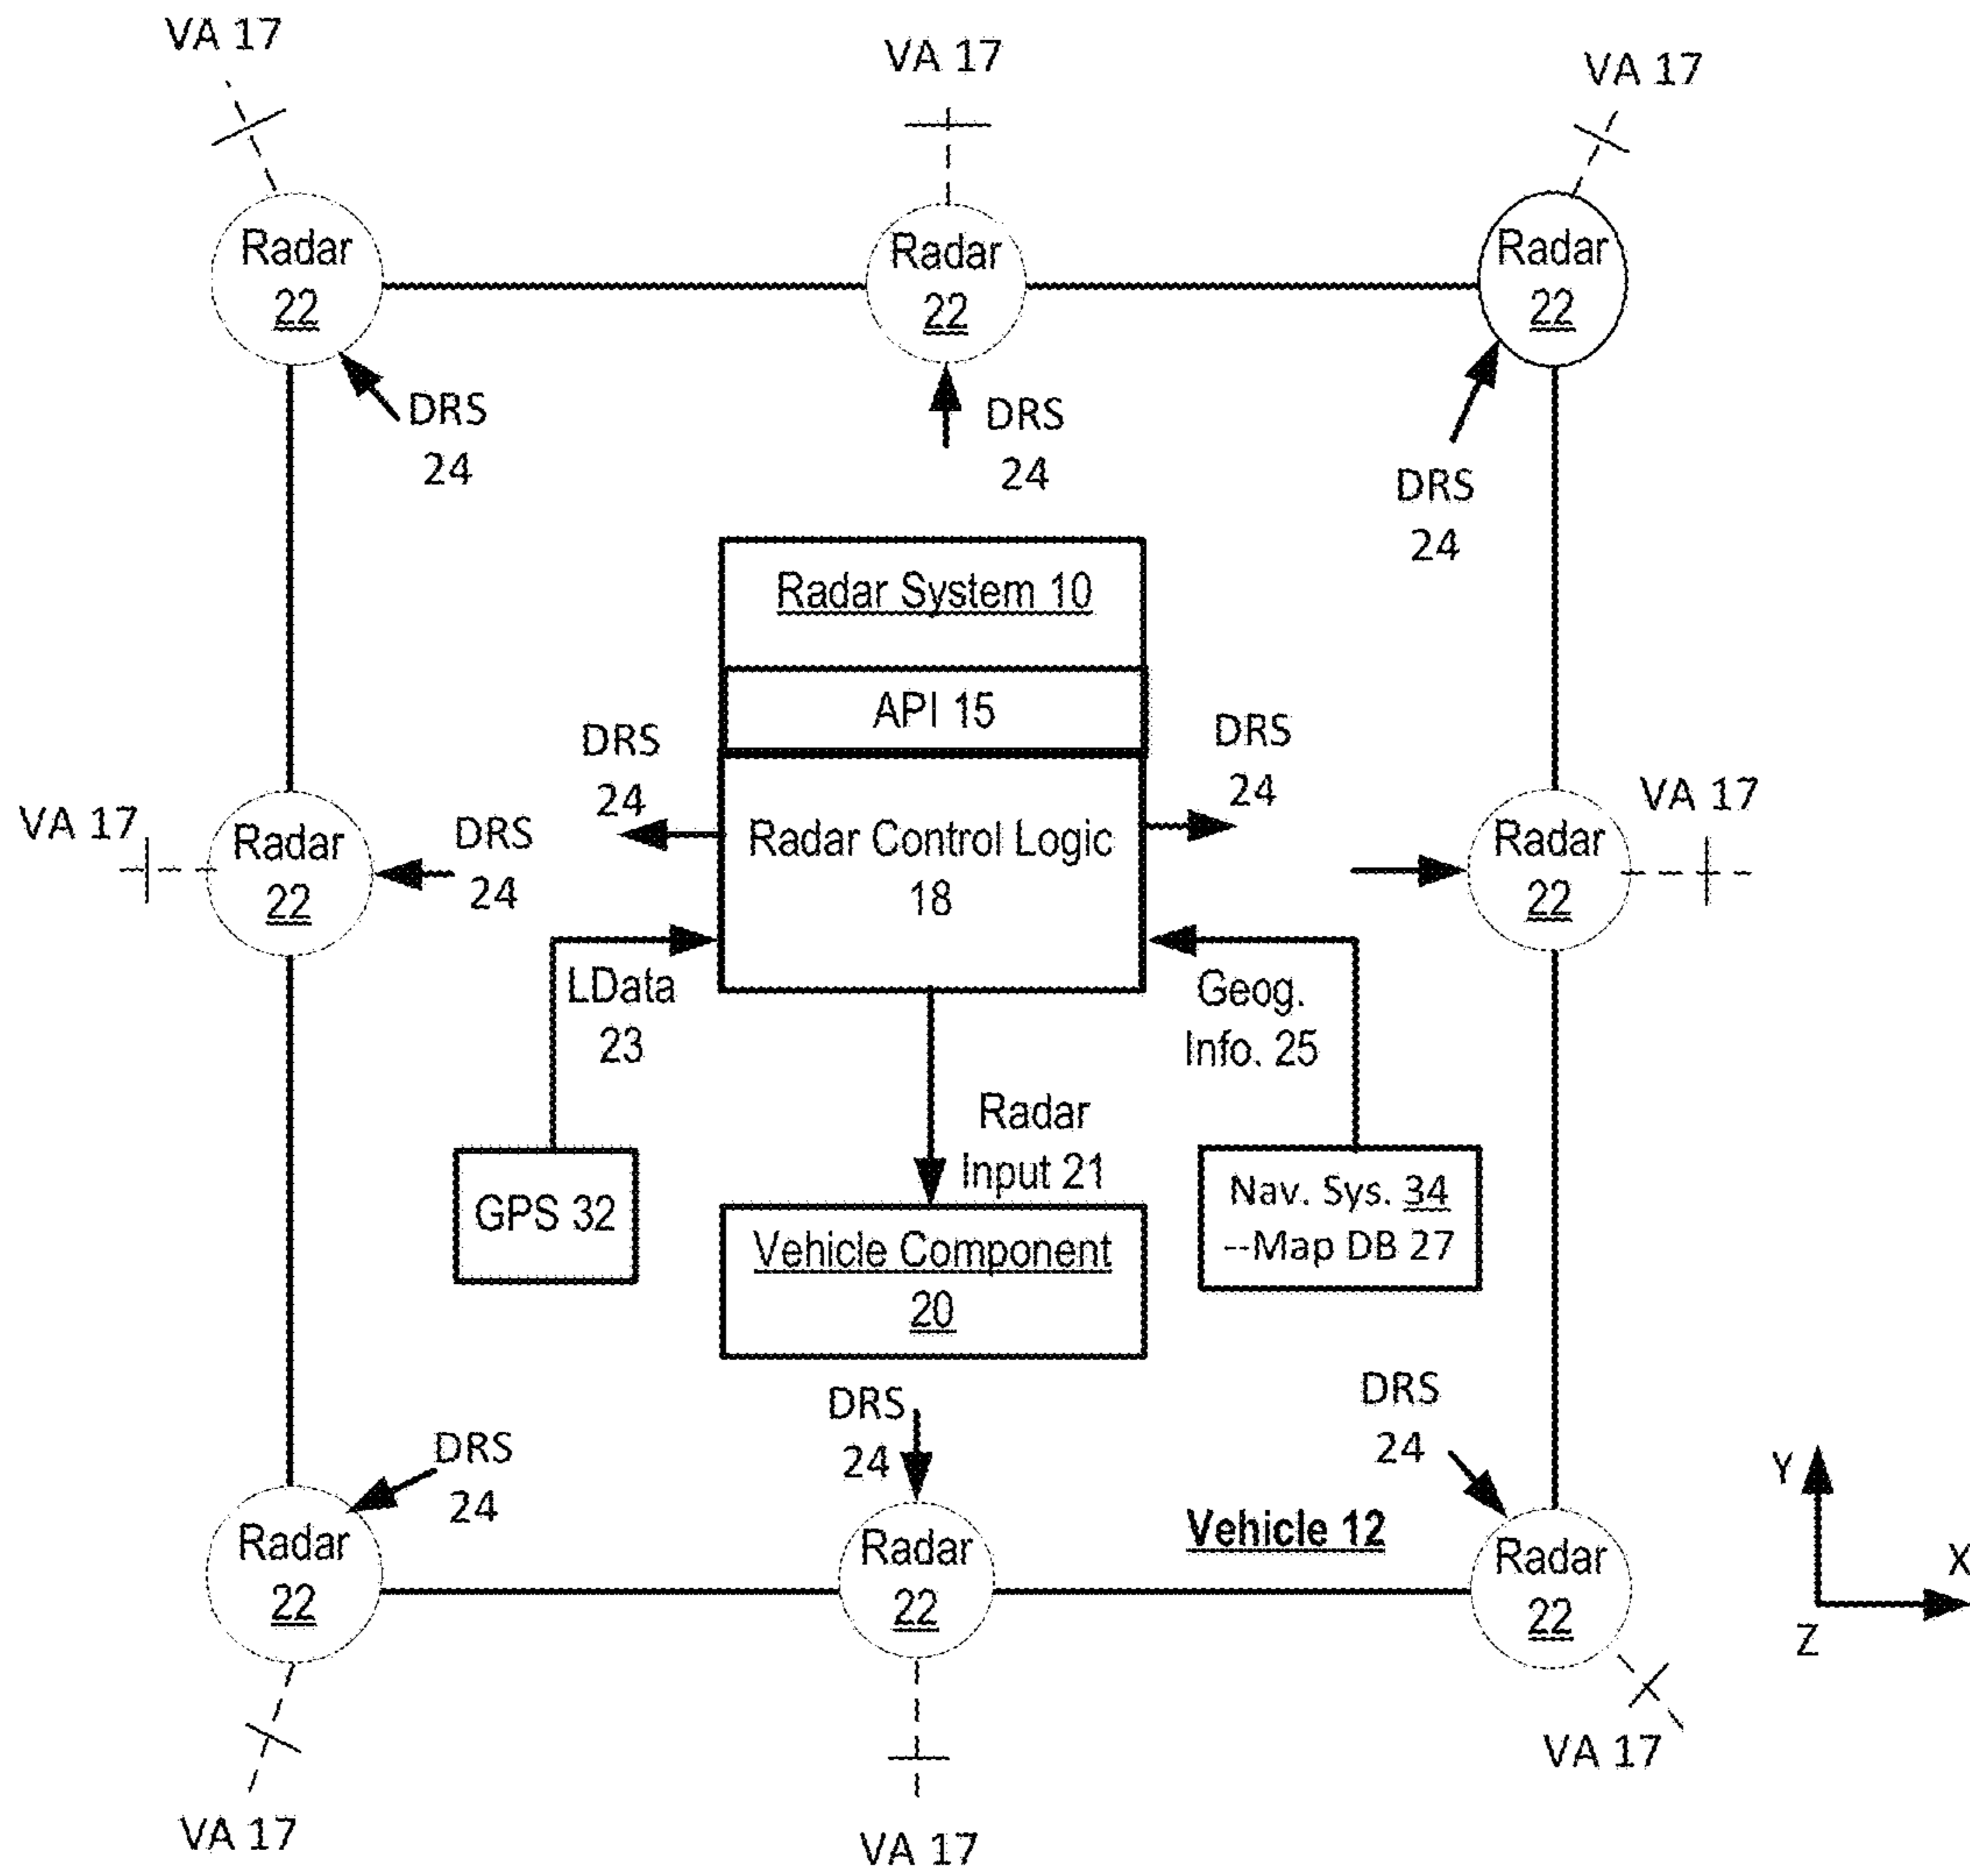 VA 17
VA 17
VA 17
Radar
22
Radar
22
Radar
22
DRS
24
DRS
24
DRS
24
Radar System 10
API 15
DRS
24
DRS
24
VA 17
Radar
22
DRS
24
Radar Control Logic
18
Radar
22
VA 17
LData
23
Geog.
Info. 25
Radar
Input 21
GPS 32
Nav. Sys. 34
--Map DB 27
Vehicle Component
20
DRS
24
DRS
24
DRS
24
Radar
22
Radar
22
Vehicle 12
Radar
22
Y
X
Z
VA 17
VA 17
VA 17